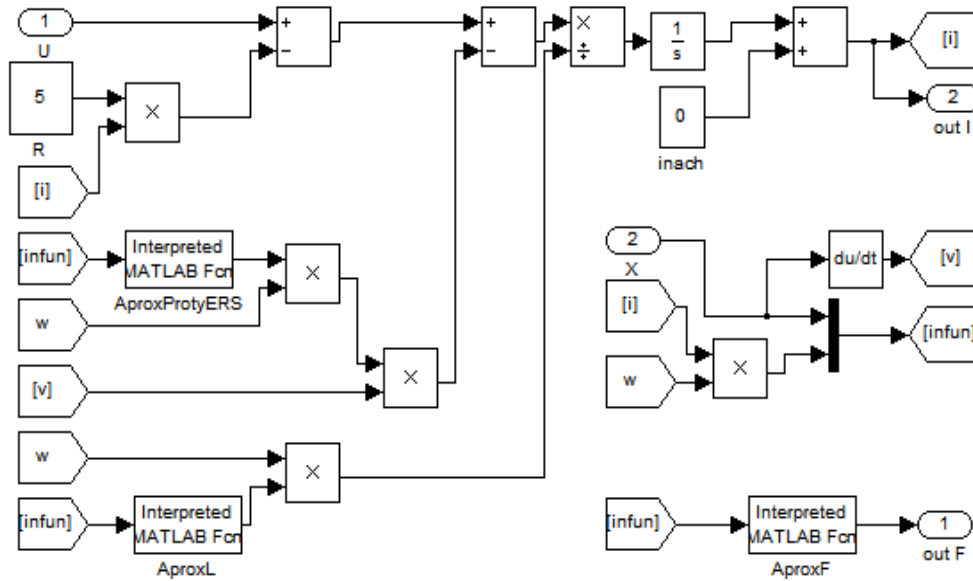 1
U
5
R
[i]
[infun]
Interpreted
MATLAB Fcn
AproxProtyERS
w
[v]
w
[infun]
Interpreted
MATLAB Fcn
AproxL
+
−
×
×
×
×
+
−
×
÷
1
s
0
inach
+
+
[i]
2
out I
2
X
[i]
w
×
du/dt
[v]
[infun]
[infun]
Interpreted
MATLAB Fcn
AproxF
1
out F